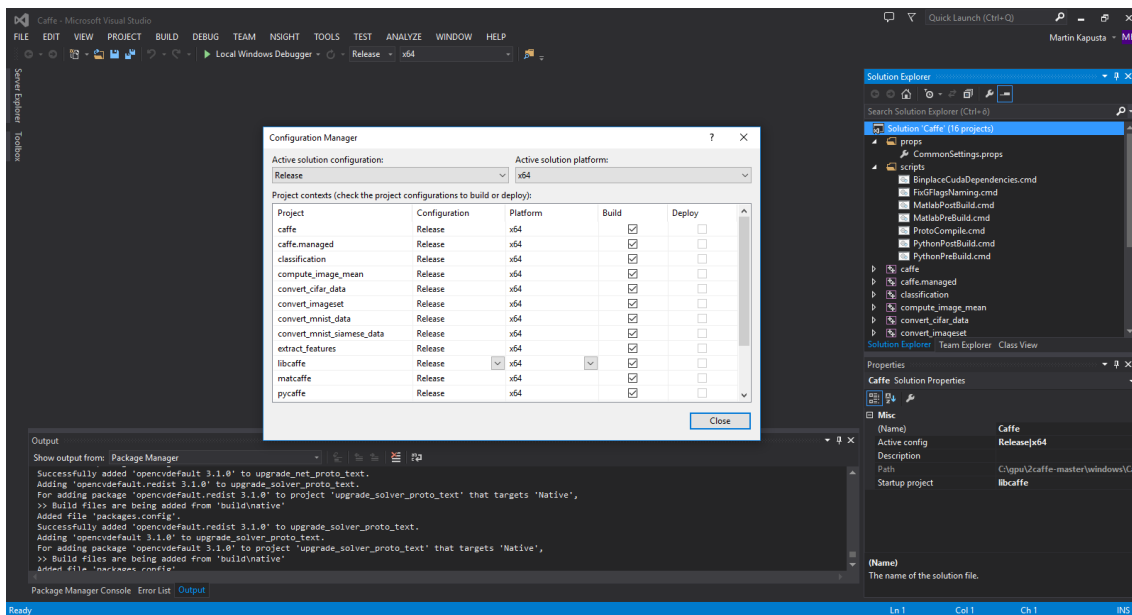 Caffe - Microsoft Visual Studio
Quick Launch (Ctrl+Q)
FILE EDIT VIEW PROJECT BUILD DEBUG TEAM NSIGHT TOOLS TEST ANALYZE WINDOW HELP
Martin Kapusta
Local Windows Debugger Release x64
Server Explorer
Toolbox
Configuration Manager
? X
Active solution configuration: Active solution platform:
Release x64
Project contexts (check the project configurations to build or deploy):
Project Configuration Platform Build Deploy
caffe Release x64
caffe.managed Release x64
classification Release x64
compute_image_mean Release x64
convert_cifar_data Release x64
convert_imageset Release x64
convert_mnist_data Release x64
convert_mnist_siamese_data Release x64
extract_features Release x64
libcaffe Release x64
matcaffe Release x64
pycaffe Release x64
Close
Output
Show output from: Package Manager
Successfully added 'opencvdefault 3.1.0' to upgrade_net_proto_text.
Adding 'opencvdefault.redist 3.1.0' to upgrade_solver_proto_text.
For adding package 'opencvdefault.redist 3.1.0' to project 'upgrade_solver_proto_text' that targets 'Native',
>> Build files are being added from 'build\native'
Added file 'packages.config'.
Successfully added 'opencvdefault.redist 3.1.0' to upgrade_solver_proto_text.
Adding 'opencvdefault 3.1.0' to upgrade_solver_proto_text.
For adding package 'opencvdefault 3.1.0' to project 'upgrade_solver_proto_text' that targets 'Native',
>> Build files are being added from 'build\native'
Added file 'packages.config'.
Package Manager Console Error List Output
Solution Explorer
Search Solution Explorer (Ctrl+ô)
Solution 'Caffe' (16 projects)
props
CommonSettings.props
scripts
BinplaceCudaDependencies.cmd
FixGFlagsNaming.cmd
MatlabPostBuild.cmd
MatlabPreBuild.cmd
ProtoCompile.cmd
PythonPostBuild.cmd
PythonPreBuild.cmd
caffe
caffe.managed
classification
compute_image_mean
convert_cifar_data
convert_imageset
Solution Explorer Team Explorer Class View
Properties
Caffe Solution Properties
Misc
(Name) Caffe
Active config Release|x64
Description
Path C:\gpu\2caffe-master\windows\C
Startup project libcaffe
(Name)
The name of the solution file.
Ready Ln 1 Col 1 Ch 1 INS